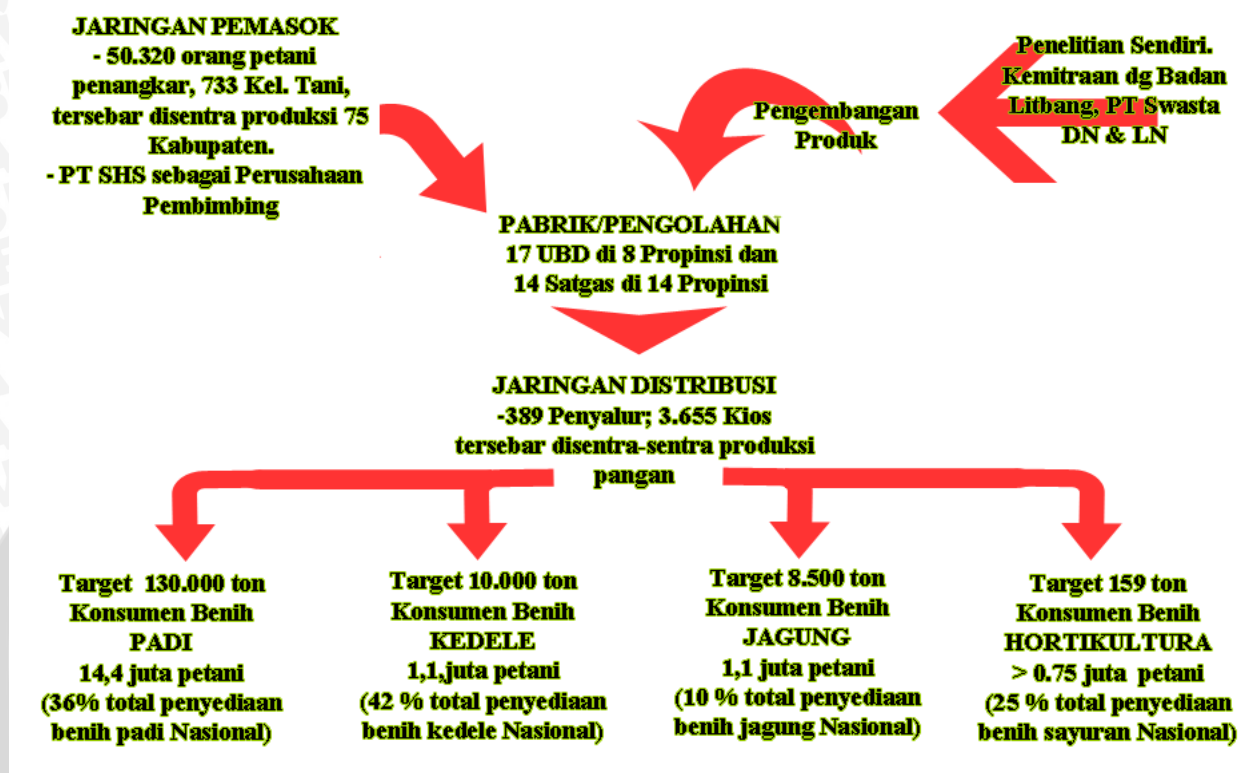 JARINGAN PEMASOK
- 50.320 orang petani
penangkar, 733 Kel. Tani,
tersebar disentra produksi 75
Kabupaten.
- PT SHS sebagai Perusahaan
Pembimbing
Pengembangan
Produk
Penelitian Sendiri.
Kemitraan dg Badan
Litbang, PT Swasta
DN & LN
PABRIK/PENGOLAHAN
17 UBD di 8 Propinsi dan
14 Satgas di 14 Propinsi
JARINGAN DISTRIBUSI
-389 Penyalur; 3.655 Kios
tersebar disentra-sentra produksi
pangan
Target 130.000 ton
Konsumen Benih
PADI
14,4 juta petani
(36% total penyediaan
benih padi Nasional)
Target 10.000 ton
Konsumen Benih
KEDELE
1,1,juta petani
(42 % total penyediaan
benih kedele Nasional)
Target 8.500 ton
Konsumen Benih
JAGUNG
1,1 juta petani
(10 % total penyediaan
benih jagung Nasional)
Target 159 ton
Konsumen Benih
HORTIKULTURA
> 0.75 juta petani
(25 % total penyediaan
benih sayuran Nasional)